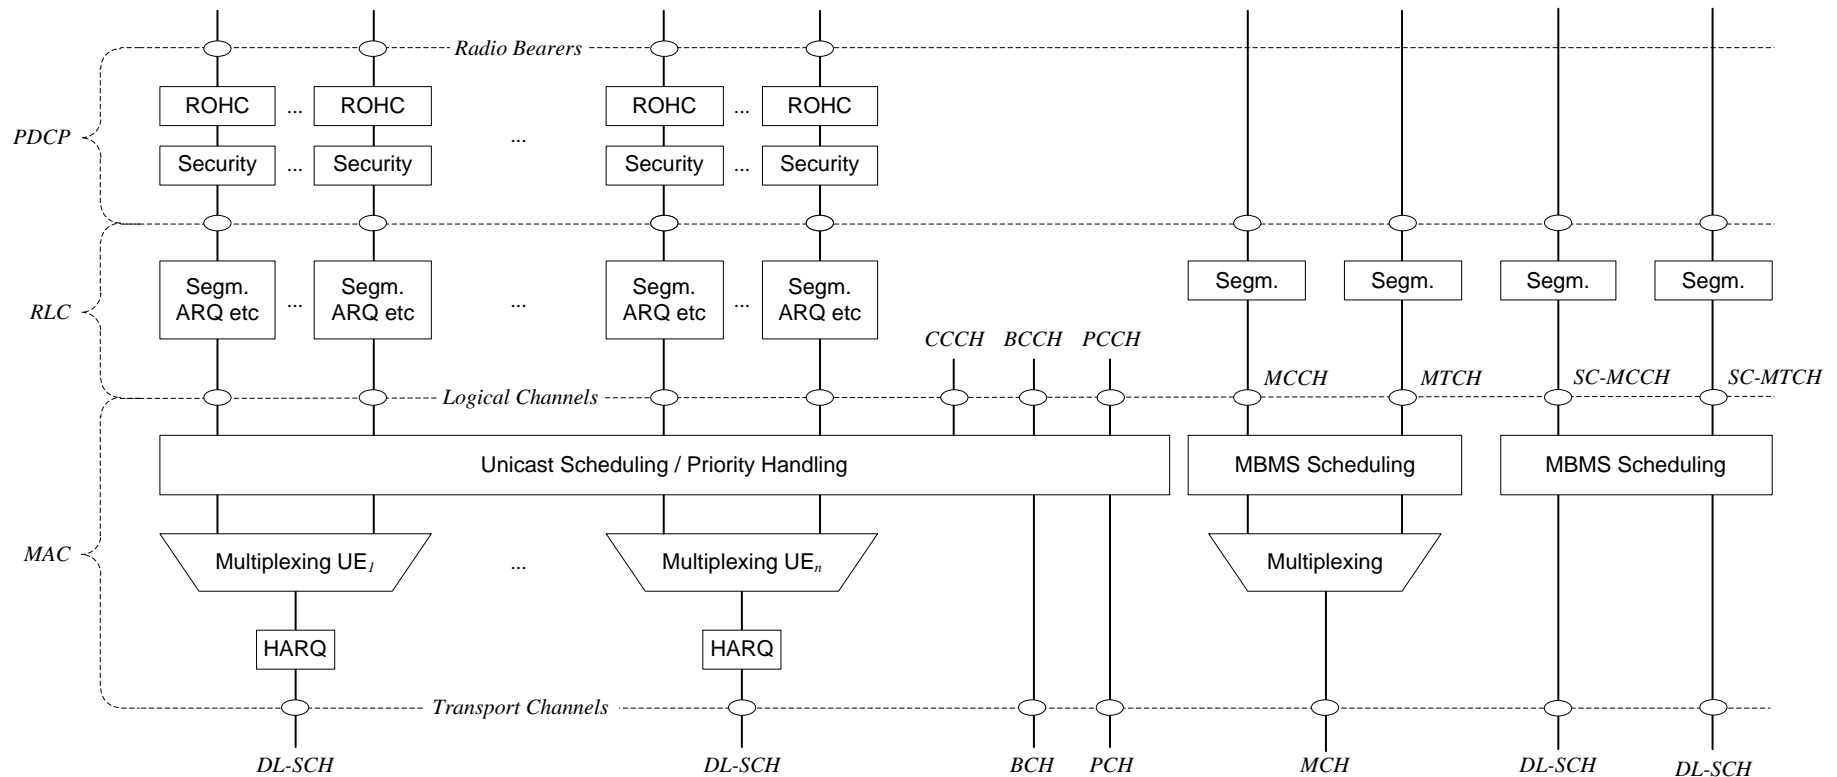 Radio Bearers
ROHC ... ROHC ROHC ... ROHC
PDCP ...
Security ... Security Security ... Security
Segm. Segm. Segm. Segm. Segm. Segm. Segm. Segm.
ARQ etc ... ARQ etc ... ARQ etc ... ARQ etc
RLC
CCCH BCCH PCCH
MCCH MTCH SC-MCCH SC-MTCH
Logical Channels
Unicast Scheduling / Priority Handling MBMS Scheduling MBMS Scheduling
MAC
Multiplexing UE1 ... Multiplexing UEn Multiplexing
HARQ HARQ
Transport Channels
DL-SCH DL-SCH BCH PCH MCH DL-SCH DL-SCH